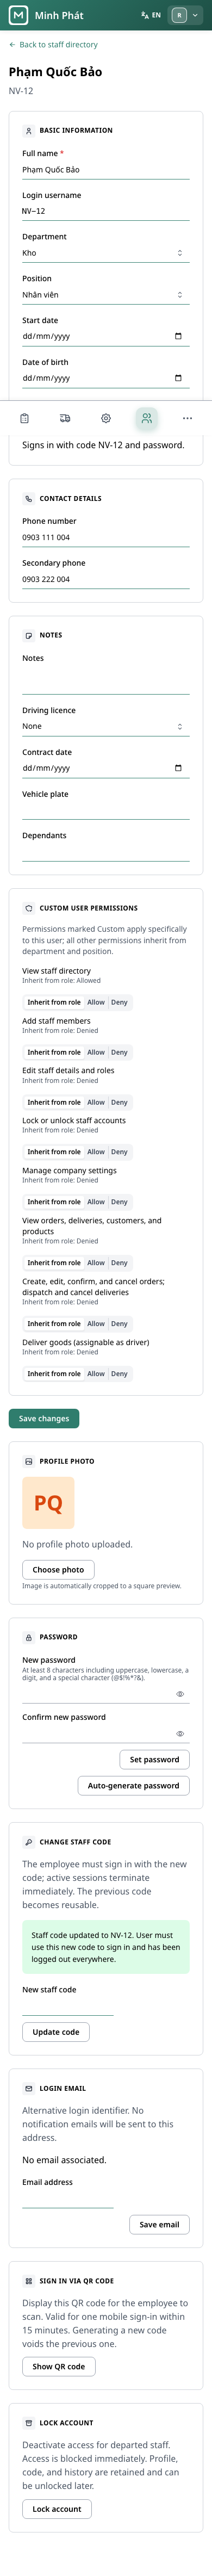 Minh Phát
EN
R
Back to staff directory
Phạm Quốc Bảo
NV-12
BASIC INFORMATION
Full name *
Phạm Quốc Bảo
Login username
NV-12
Department
Kho
Position
Nhân viên
Start date
dd/mm/yyyy
Date of birth
dd/mm/yyyy
Signs in with code NV-12 and password.
CONTACT DETAILS
Phone number
0903 111 004
Secondary phone
0903 222 004
NOTES
Notes
Driving licence
None
Contract date
dd/mm/yyyy
Vehicle plate
Dependants
CUSTOM USER PERMISSIONS
Permissions marked Custom apply specifically
to this user; all other permissions inherit from
department and position.
View staff directory
Inherit from role: Allowed
Inherit from role Allow Deny
Add staff members
Inherit from role: Denied
Inherit from role Allow Deny
Edit staff details and roles
Inherit from role: Denied
Inherit from role Allow Deny
Lock or unlock staff accounts
Inherit from role: Denied
Inherit from role Allow Deny
Manage company settings
Inherit from role: Denied
Inherit from role Allow Deny
View orders, deliveries, customers, and
products
Inherit from role: Denied
Inherit from role Allow Deny
Create, edit, confirm, and cancel orders;
dispatch and cancel deliveries
Inherit from role: Denied
Inherit from role Allow Deny
Deliver goods (assignable as driver)
Inherit from role: Denied
Inherit from role Allow Deny
Save changes
PROFILE PHOTO
PQ
No profile photo uploaded.
Choose photo
Image is automatically cropped to a square preview.
PASSWORD
New password
At least 8 characters including uppercase, lowercase, a
digit, and a special character (@$!%*?&).
Confirm new password
Set password
Auto-generate password
CHANGE STAFF CODE
The employee must sign in with the new
code; active sessions terminate
immediately. The previous code
becomes reusable.
Staff code updated to NV-12. User must
use this new code to sign in and has been
logged out everywhere.
New staff code
Update code
LOGIN EMAIL
Alternative login identifier. No
notification emails will be sent to this
address.
No email associated.
Email address
Save email
SIGN IN VIA QR CODE
Display this QR code for the employee to
scan. Valid for one mobile sign-in within
15 minutes. Generating a new code
voids the previous one.
Show QR code
LOCK ACCOUNT
Deactivate access for departed staff.
Access is blocked immediately. Profile,
code, and history are retained and can
be unlocked later.
Lock account